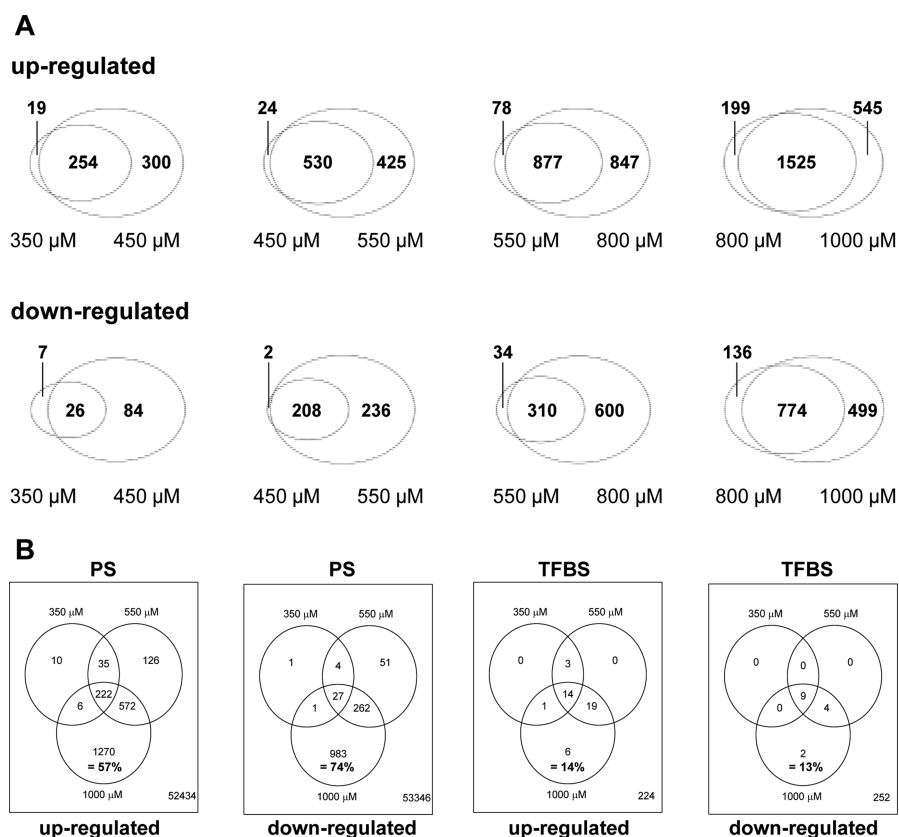 A
up-regulated
19 24 78 199 545
254 300 530 425 877 847 1525
350 µM 450 µM 450 µM 550 µM 550 µM 800 µM 800 µM 1000 µM
down-regulated
7 2 34 136
26 84 208 236 310 600 774 499
350 µM 450 µM 450 µM 550 µM 550 µM 800 µM 800 µM 1000 µM
B
PS PS TFBS TFBS
350 µM 550 µM 350 µM 550 µM 350 µM 550 µM 350 µM 550 µM
10 35 126 1 4 51 0 3 0 0 0 0
222 27 14 9
6 572 1 262 1 19 0 4
1270 983 6 2
= 57% = 74% = 14% = 13%
1000 µM 52434 1000 µM 53346 1000 µM 224 1000 µM 252
up-regulated down-regulated up-regulated down-regulated